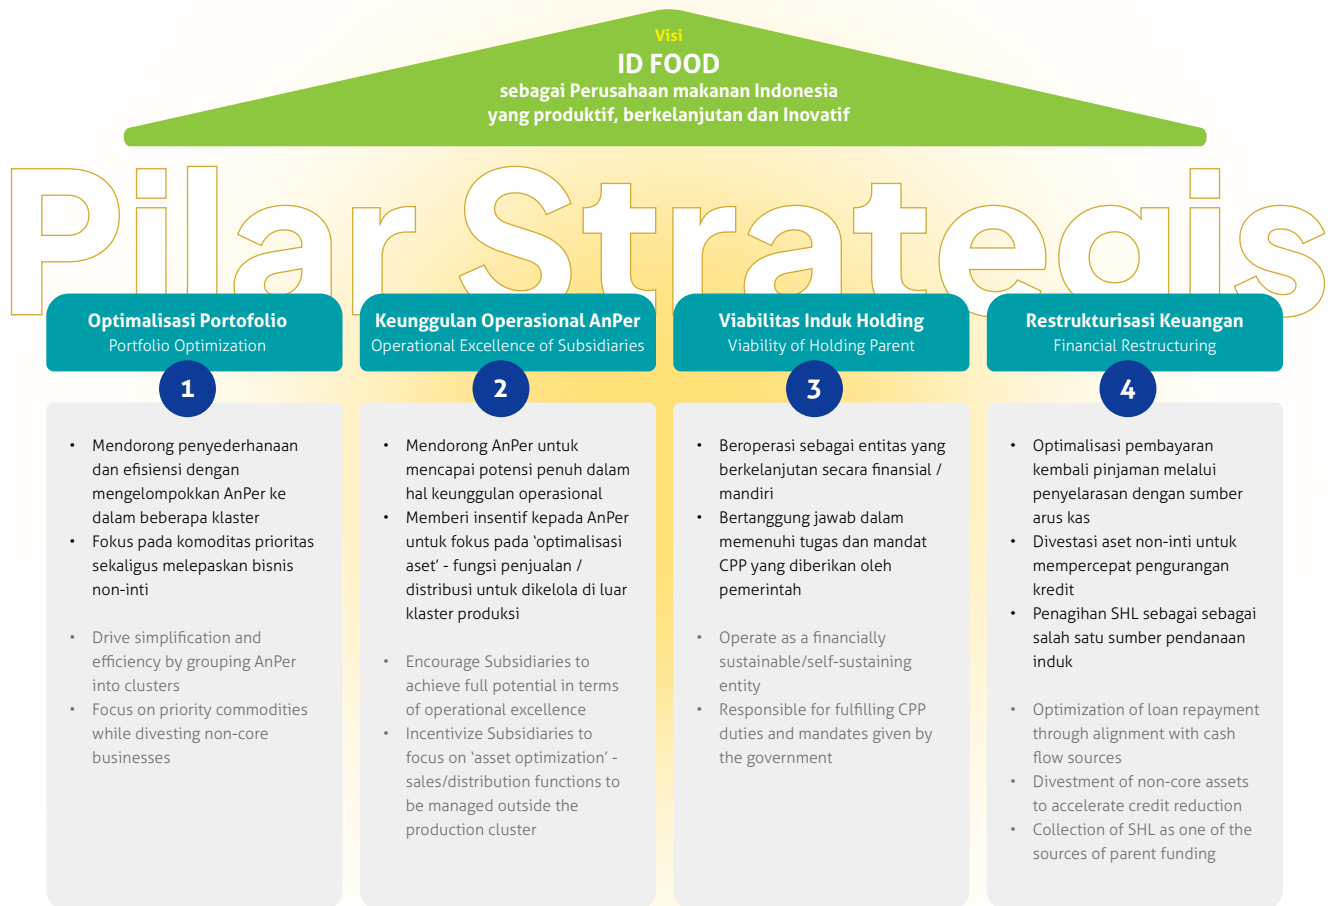 Visi
ID FOOD
sebagai Perusahaan makanan Indonesia
yang produktif, berkelanjutan dan Inovatif
Pilar Strategis
Optimalisasi Portofolio
Portfolio Optimization
1
• Mendorong penyederhanaan
dan efisiensi dengan
mengelompokkan AnPer ke
dalam beberapa klaster
• Fokus pada komoditas prioritas
sekaligus melepaskan bisnis
non-inti
• Drive simplification and
efficiency by grouping AnPer
into clusters
• Focus on priority commodities
while divesting non-core
businesses
Keunggulan Operasional AnPer
Operational Excellence of Subsidiaries
2
• Mendorong AnPer untuk
mencapai potensi penuh dalam
hal keunggulan operasional
• Memberi insentif kepada AnPer
untuk fokus pada ‘optimalisasi
aset’ - fungsi penjualan /
distribusi untuk dikelola di luar
klaster produksi
• Encourage Subsidiaries to
achieve full potential in terms
of operational excellence
• Incentivize Subsidiaries to
focus on ‘asset optimization’ -
sales/distribution functions to
be managed outside the
production cluster
Viabilitas Induk Holding
Viability of Holding Parent
3
• Beroperasi sebagai entitas yang
berkelanjutan secara finansial /
mandiri
• Bertanggung jawab dalam
memenuhi tugas dan mandat
CPP yang diberikan oleh
pemerintah
• Operate as a financially
sustainable/self-sustaining
entity
• Responsible for fulfilling CPP
duties and mandates given by
the government
Restrukturisasi Keuangan
Financial Restructuring
4
• Optimalisasi pembayaran
kembali pinjaman melalui
penyelarasan dengan sumber
arus kas
• Divestasi aset non-inti untuk
mempercepat pengurangan
kredit
• Penagihan SHL sebagai sebagai
salah satu sumber pendanaan
induk
• Optimization of loan repayment
through alignment with cash
flow sources
• Divestment of non-core assets
to accelerate credit reduction
• Collection of SHL as one of the
sources of parent funding